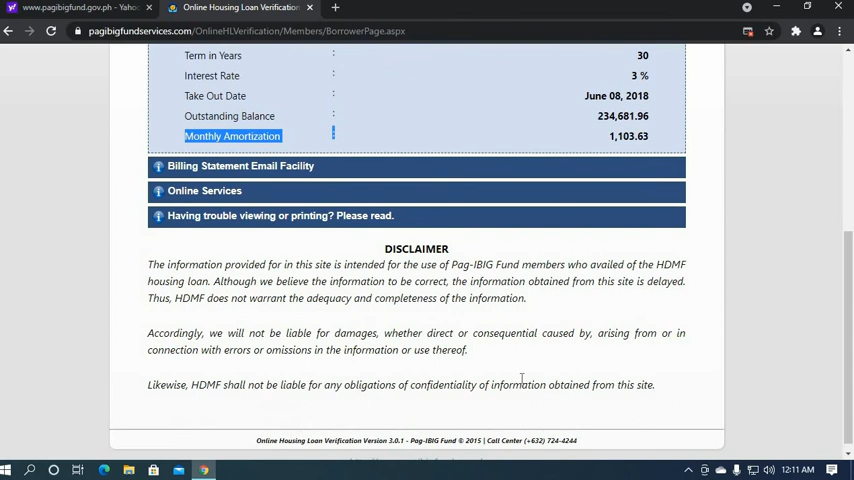 www.pagibigfund.gov.ph - Yahoo
Online Housing Loan Verification
pagibigfundservices.com/OnlineHLVerification/Members/BorrowerPage.aspx
Term in Years : 30
Interest Rate : 3 %
Take Out Date : June 08, 2018
Outstanding Balance : 234,681.96
Monthly Amortization : 1,103.63
Billing Statement Email Facility
Online Services
Having trouble viewing or printing? Please read.
DISCLAIMER
The information provided for in this site is intended for the use of Pag-IBIG Fund members who availed of the HDMF
housing loan. Although we believe the information to be correct, the information obtained from this site is delayed.
Thus, HDMF does not warrant the adequacy and completeness of the information.
Accordingly, we will not be liable for damages, whether direct or consequential caused by, arising from or in
connection with errors or omissions in the information or use thereof.
Likewise, HDMF shall not be liable for any obligations of confidentiality of information obtained from this site.
Online Housing Loan Verification Version 3.0.1 - Pag-IBIG Fund © 2015 | Call Center (+632) 724-4244
12:11 AM